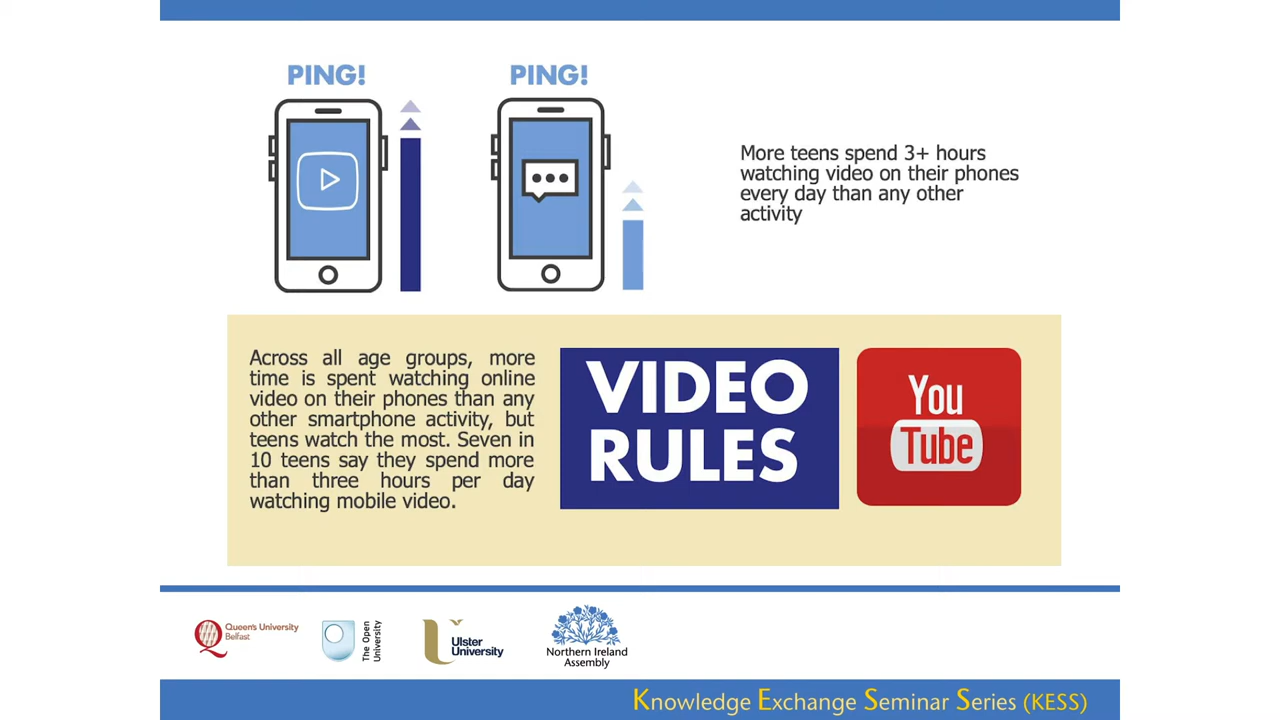 PING!
PING!
More teens spend 3+ hours
watching video on their phones
every day than any other
activity
Across all age groups, more
time is spent watching online
video on their phones than any
other smartphone activity, but
teens watch the most. Seven in
10 teens say they spend more
than three hours per day
watching mobile video.
VIDEO
RULES
You
Tube
Queen's University
Belfast
The Open
University
Ulster
University
Northern Ireland
Assembly
Knowledge Exchange Seminar Series (KESS)